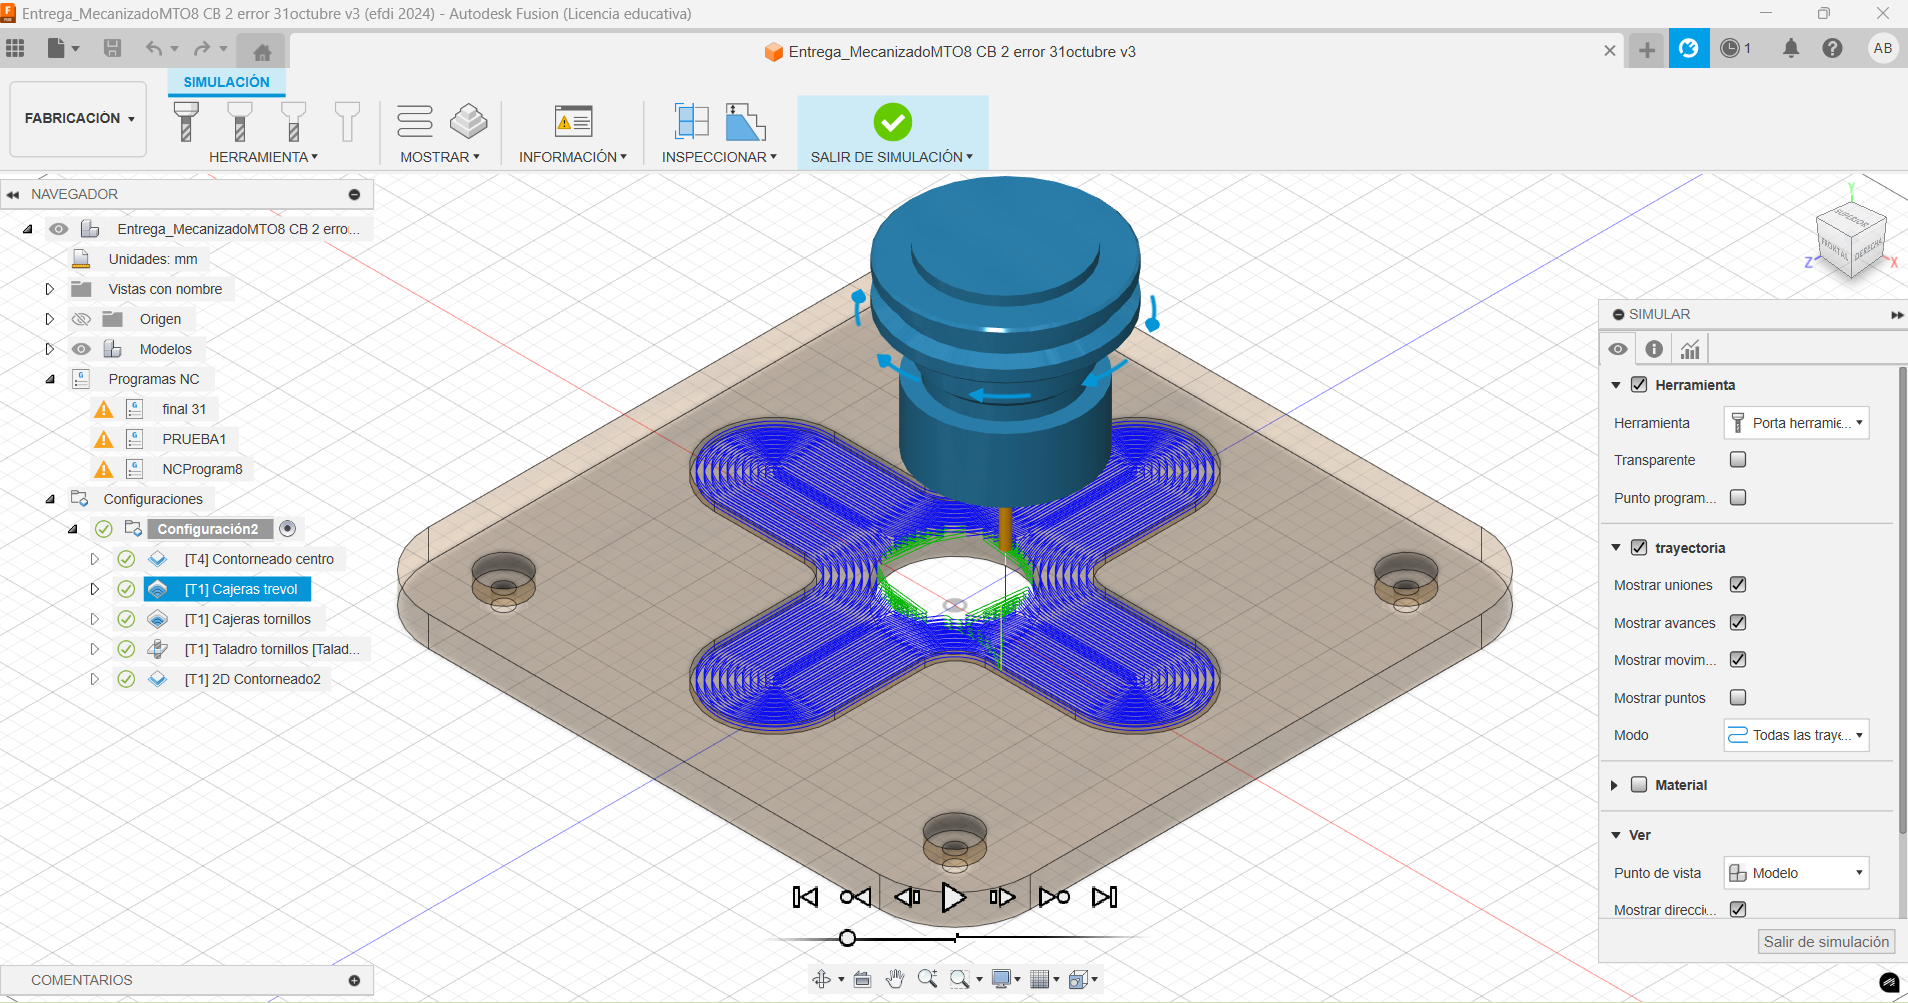 Entrega_MecanizadoMTO8 CB 2 error 31octubre v3 (efdi 2024) - Autodesk Fusion (Licencia educativa)
Entrega_MecanizadoMTO8 CB 2 error 31octubre v3
1
AB
SIMULACIÓN
FABRICACIÓN
HERRAMIENTA
MOSTRAR
INFORMACIÓN
INSPECCIONAR
SALIR DE SIMULACIÓN
NAVEGADOR
Entrega_MecanizadoMTO8 CB 2 erro...
Unidades: mm
Vistas con nombre
Origen
Modelos
Programas NC
final 31
PRUEBA1
NCProgram8
Configuraciones
Configuración2
[T4] Contorneado centro
[T1] Cajeras trevol
[T1] Cajeras tornillos
[T1] Taladro tornillos [Talad...
[T1] 2D Contorneado2
COMENTARIOS
Y
SUPERIOR
FRONTAL
DERECHA
Z
X
SIMULAR
Herramienta
Herramienta
Porta herramie...
Transparente
Punto program...
trayectoria
Mostrar uniones
Mostrar avances
Mostrar movim...
Mostrar puntos
Modo
Todas las traye...
Material
Ver
Punto de vista
Modelo
Mostrar direcci...
Salir de simulación